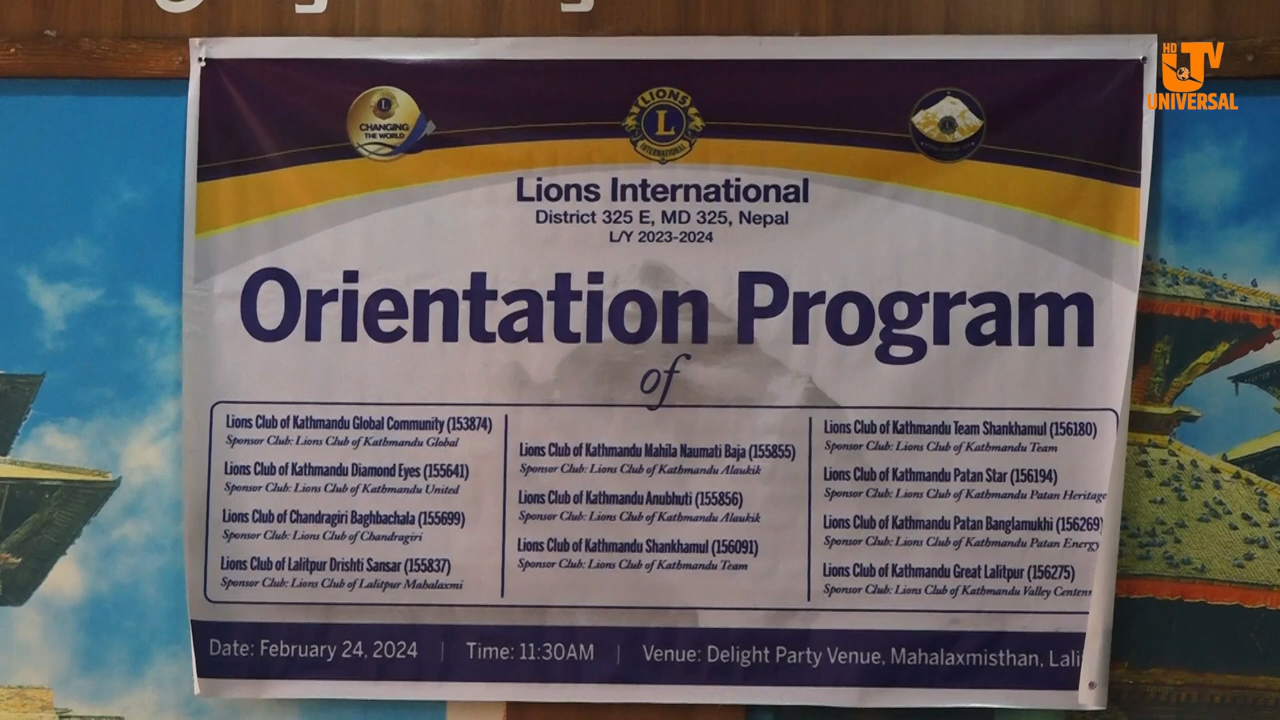 HD TV
UNIVERSAL
CHANGING
THE WORLD
LIONS
L
INTERNATIONAL
Lions International
District 325 E, MD 325, Nepal
L/Y 2023-2024
Orientation Program
of
Lions Club of Kathmandu Global Community (153874)
Sponsor Club: Lions Club of Kathmandu Global
Lions Club of Kathmandu Diamond Eyes (155641)
Sponsor Club: Lions Club of Kathmandu United
Lions Club of Chandragiri Baghbachala (155699)
Sponsor Club: Lions Club of Chandragiri
Lions Club of Lalitpur Drishti Sansar (155837)
Sponsor Club: Lions Club of Lalitpur Mahalaxmi
Lions Club of Kathmandu Mahila Naumati Baja (155855)
Sponsor Club: Lions Club of Kathmandu Alaukik
Lions Club of Kathmandu Anubhuti (155856)
Sponsor Club: Lions Club of Kathmandu Alaukik
Lions Club of Kathmandu Shankhamul (156091)
Sponsor Club: Lions Club of Kathmandu Team
Lions Club of Kathmandu Team Shankhamul (156180)
Sponsor Club: Lions Club of Kathmandu Team
Lions Club of Kathmandu Patan Star (156194)
Sponsor Club: Lions Club of Kathmandu Patan Heritage
Lions Club of Kathmandu Patan Banglamukhi (156269)
Sponsor Club: Lions Club of Kathmandu Patan Energy
Lions Club of Kathmandu Great Lalitpur (156275)
Sponsor Club: Lions Club of Kathmandu Valley Centenn
Date: February 24, 2024 | Time: 11:30AM | Venue: Delight Party Venue, Mahalaxmisthan, Lali